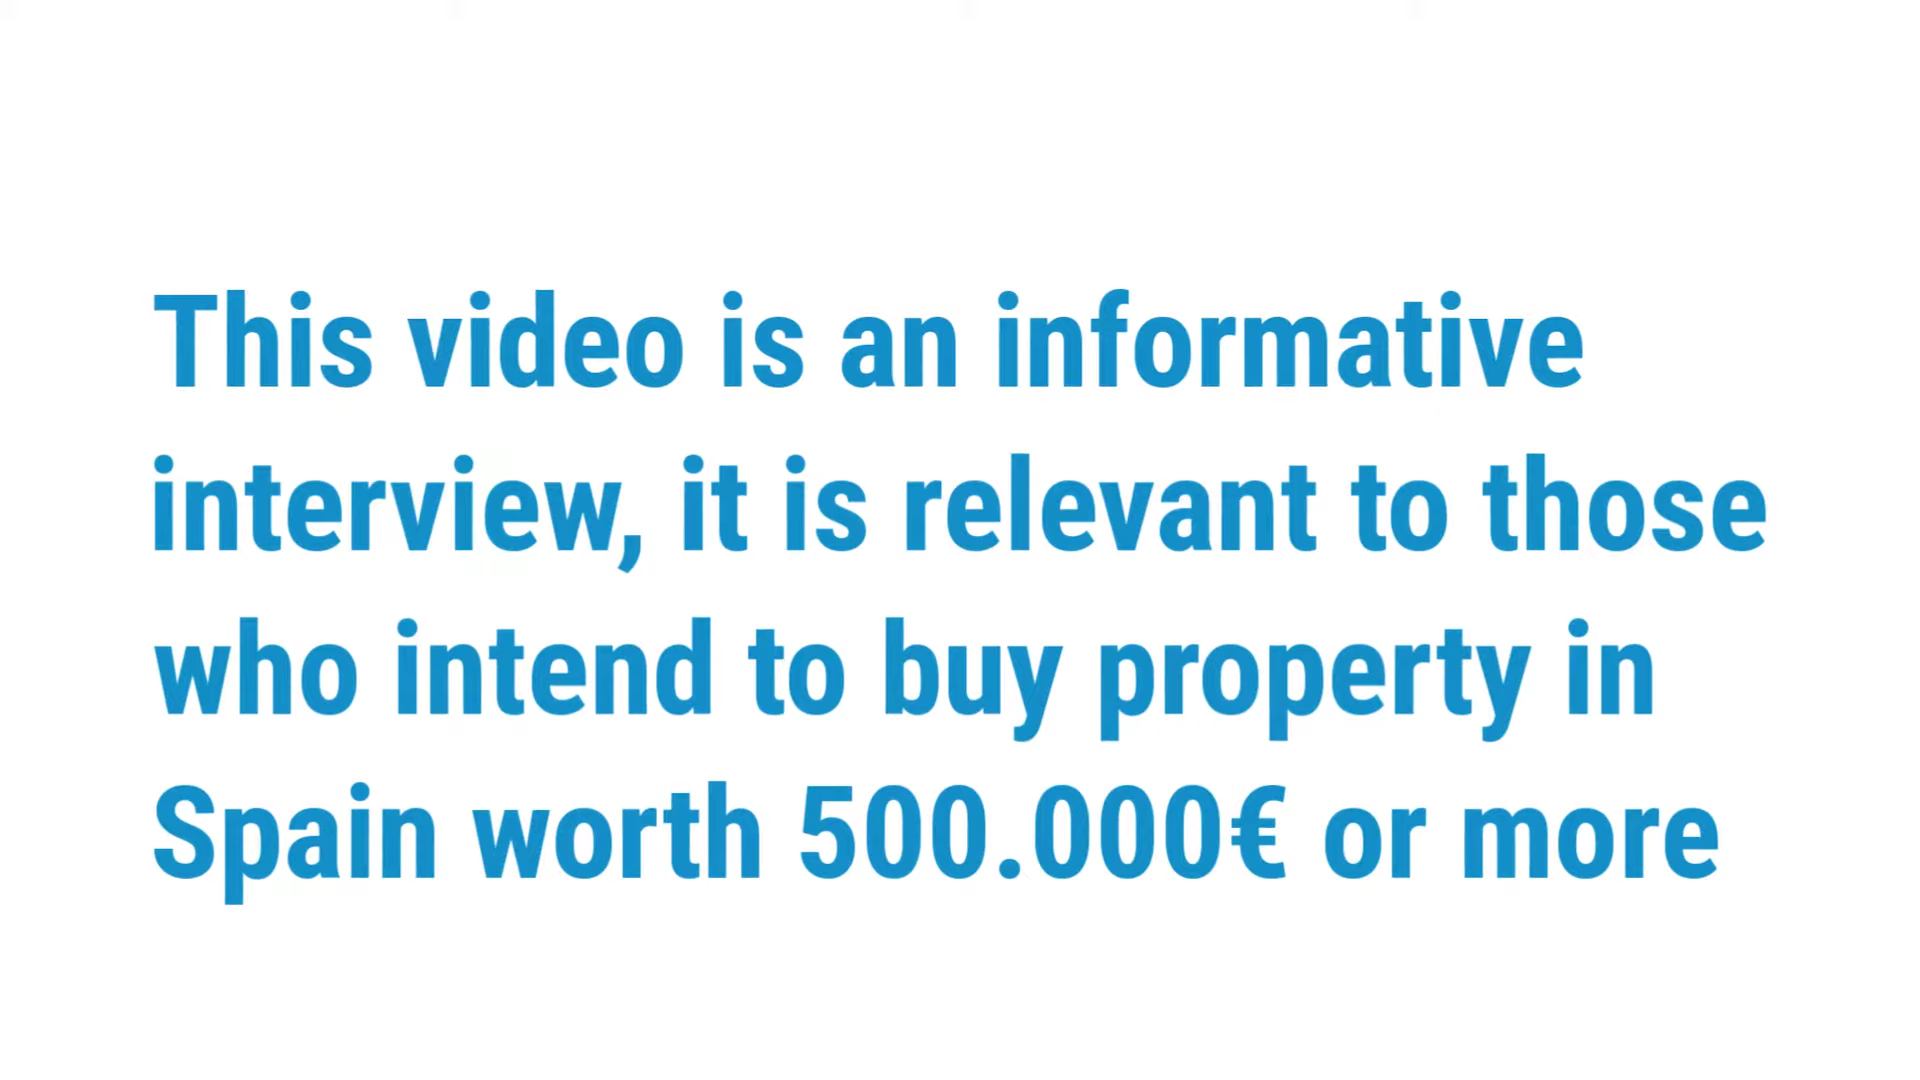 This video is an informative
interview, it is relevant to those
who intend to buy property in
Spain worth 500.000€ or more